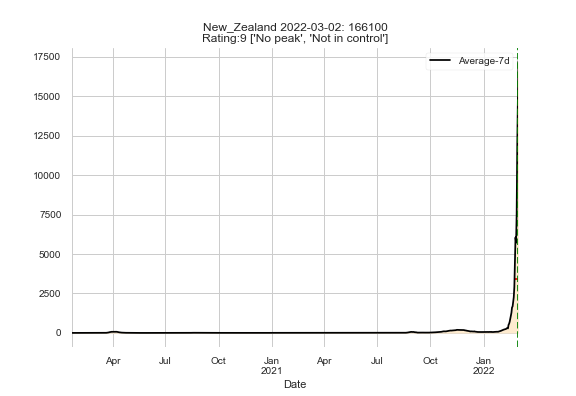 New_Zealand 2022-03-02: 166100
Rating:9 ['No peak', 'Not in control']
Average-7d
17500
15000
12500
10000
7500
5000
2500
0
Apr Jul Oct Jan Apr Jul Oct Jan
2021 2022
Date